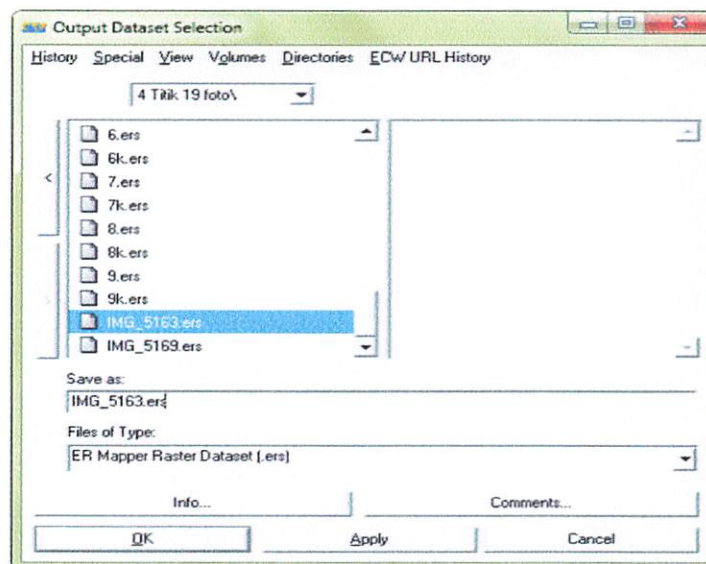 Output Dataset Selection
History Special View Volumes Directories ECW URL History
4 Titik 19 foto\
6.ers
6k.ers
7.ers
7k.ers
8.ers
8k.ers
9.ers
9k.ers
IMG_5163.ers
IMG_5169.ers
Save as:
IMG_5163.ers
Files of Type:
ER Mapper Raster Dataset (.ers)
Info... Comments...
OK Apply Cancel